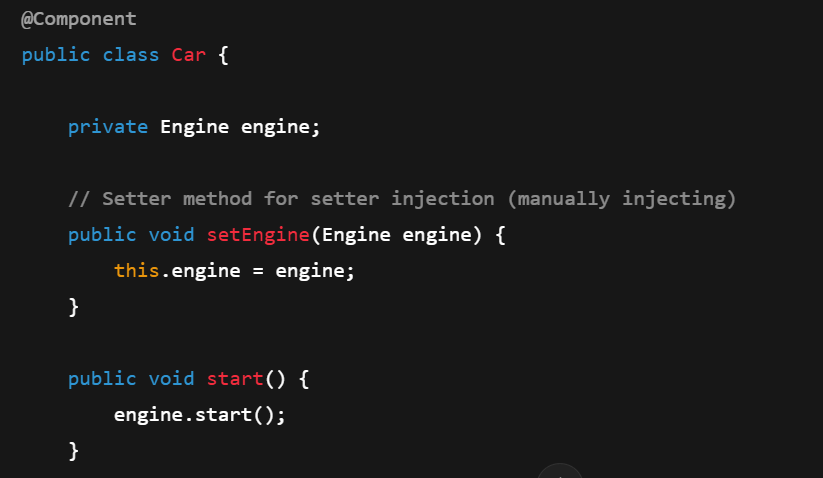 @Component
public class Car {
private Engine engine;
// Setter method for setter injection (manually injecting)
public void setEngine(Engine engine) {
this.engine = engine;
}
public void start() {
engine.start();
}